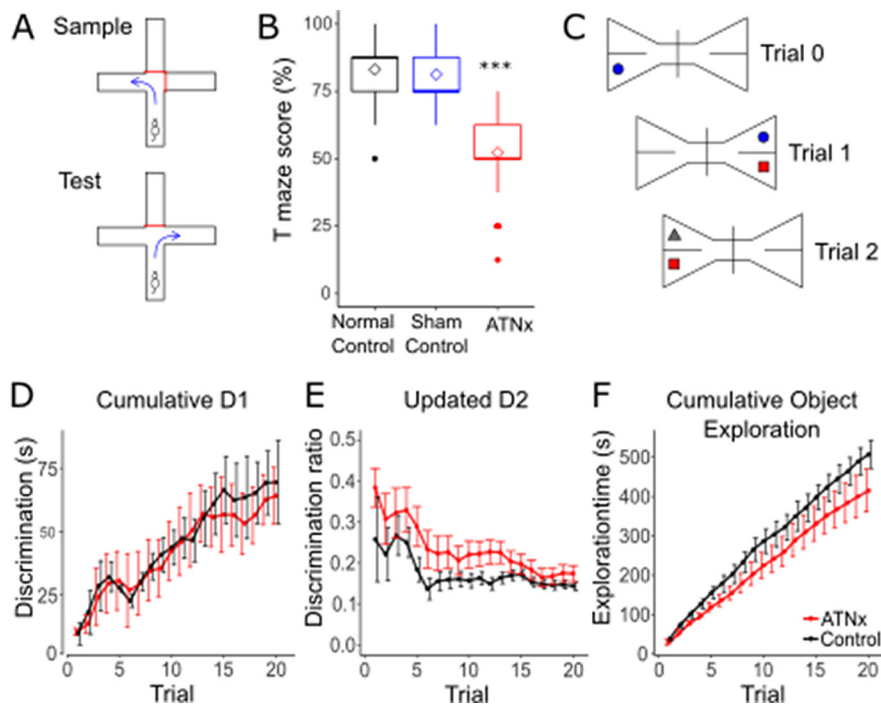 A
Sample
Test
B
T maze score (%)
100
75
50
25
0
***
Normal
Control
Sham
Control
ATNx
C
Trial 0
Trial 1
Trial 2
D
Cumulative D1
Discrimination (s)
75
50
25
0
0
5
10
15
20
Trial
E
Updated D2
Discrimination ratio
0.5
0.4
0.3
0.2
0.1
0.0
0
5
10
15
20
Trial
F
Cumulative Object
Exploration
Explorationtime (s)
500
400
300
200
100
0
0
5
10
15
20
Trial
ATNx
Control